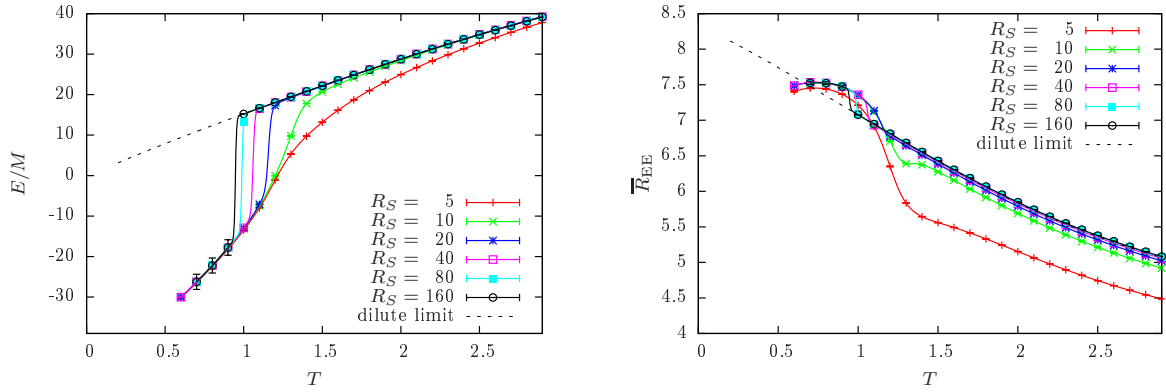 40
30
20
10
0
-10
-20
-30
E/M
0
0.5
1
1.5
2
2.5
T
R_S = 5
R_S = 10
R_S = 20
R_S = 40
R_S = 80
R_S = 160
dilute limit
8.5
8
7.5
7
6.5
6
5.5
5
4.5
4
R̅_EE
0
0.5
1
1.5
2
2.5
T
R_S = 5
R_S = 10
R_S = 20
R_S = 40
R_S = 80
R_S = 160
dilute limit